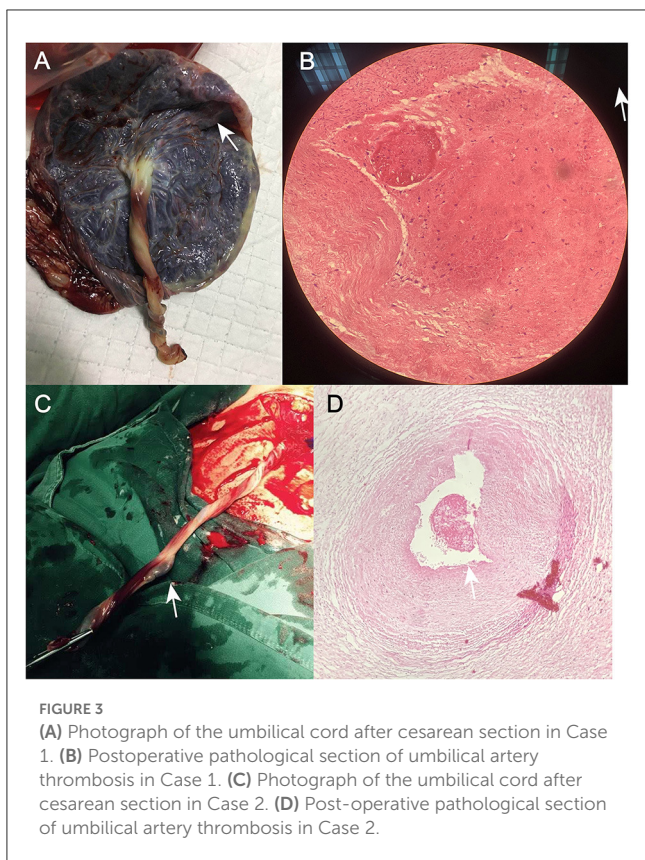 A
B
C
D
FIGURE 3
(A) Photograph of the umbilical cord after cesarean section in Case
1. (B) Postoperative pathological section of umbilical artery
thrombosis in Case 1. (C) Photograph of the umbilical cord after
cesarean section in Case 2. (D) Post-operative pathological section
of umbilical artery thrombosis in Case 2.